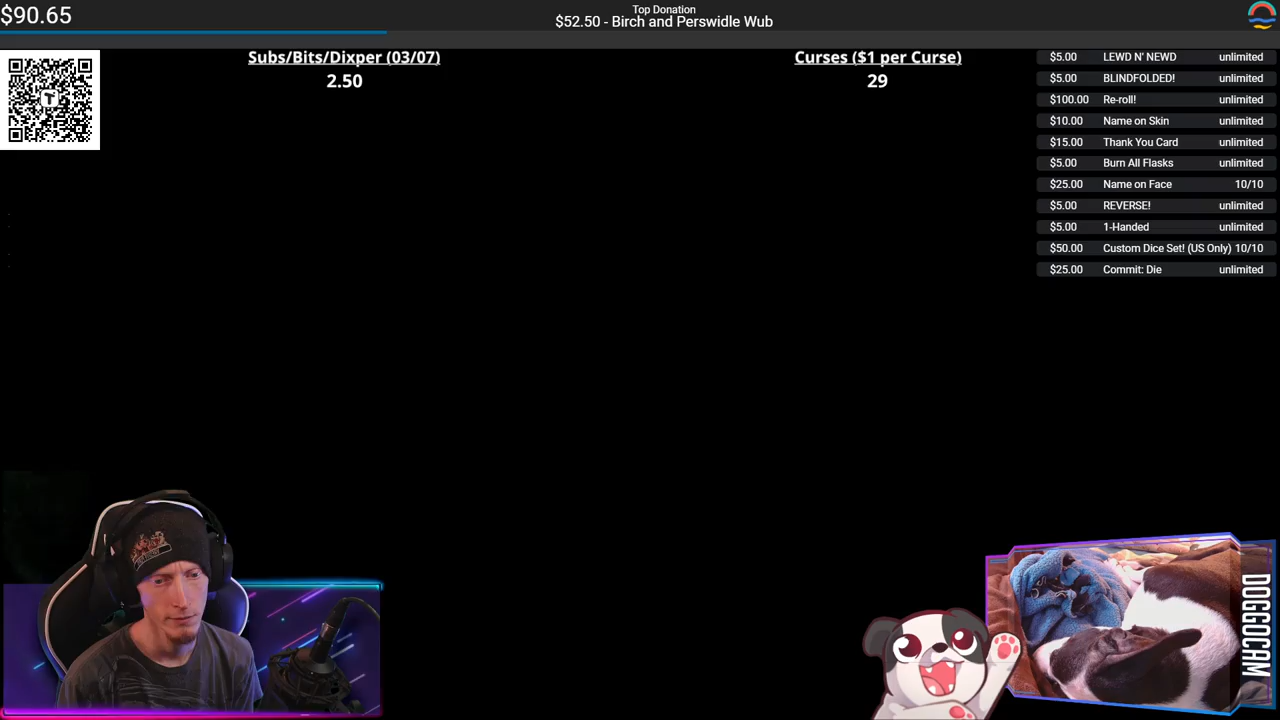 $90.65
Top Donation
$52.50 - Birch and Perswidle Wub
Subs/Bits/Dixper (03/07)
2.50
Curses ($1 per Curse)
29
$5.00 LEWD N' NEWD unlimited
$5.00 BLINDFOLDED! unlimited
$100.00 Re-roll! unlimited
$10.00 Name on Skin unlimited
$15.00 Thank You Card unlimited
$5.00 Burn All Flasks unlimited
$25.00 Name on Face 10/10
$5.00 REVERSE! unlimited
$5.00 1-Handed unlimited
$50.00 Custom Dice Set! (US Only) 10/10
$25.00 Commit: Die unlimited
DOGGOCAM